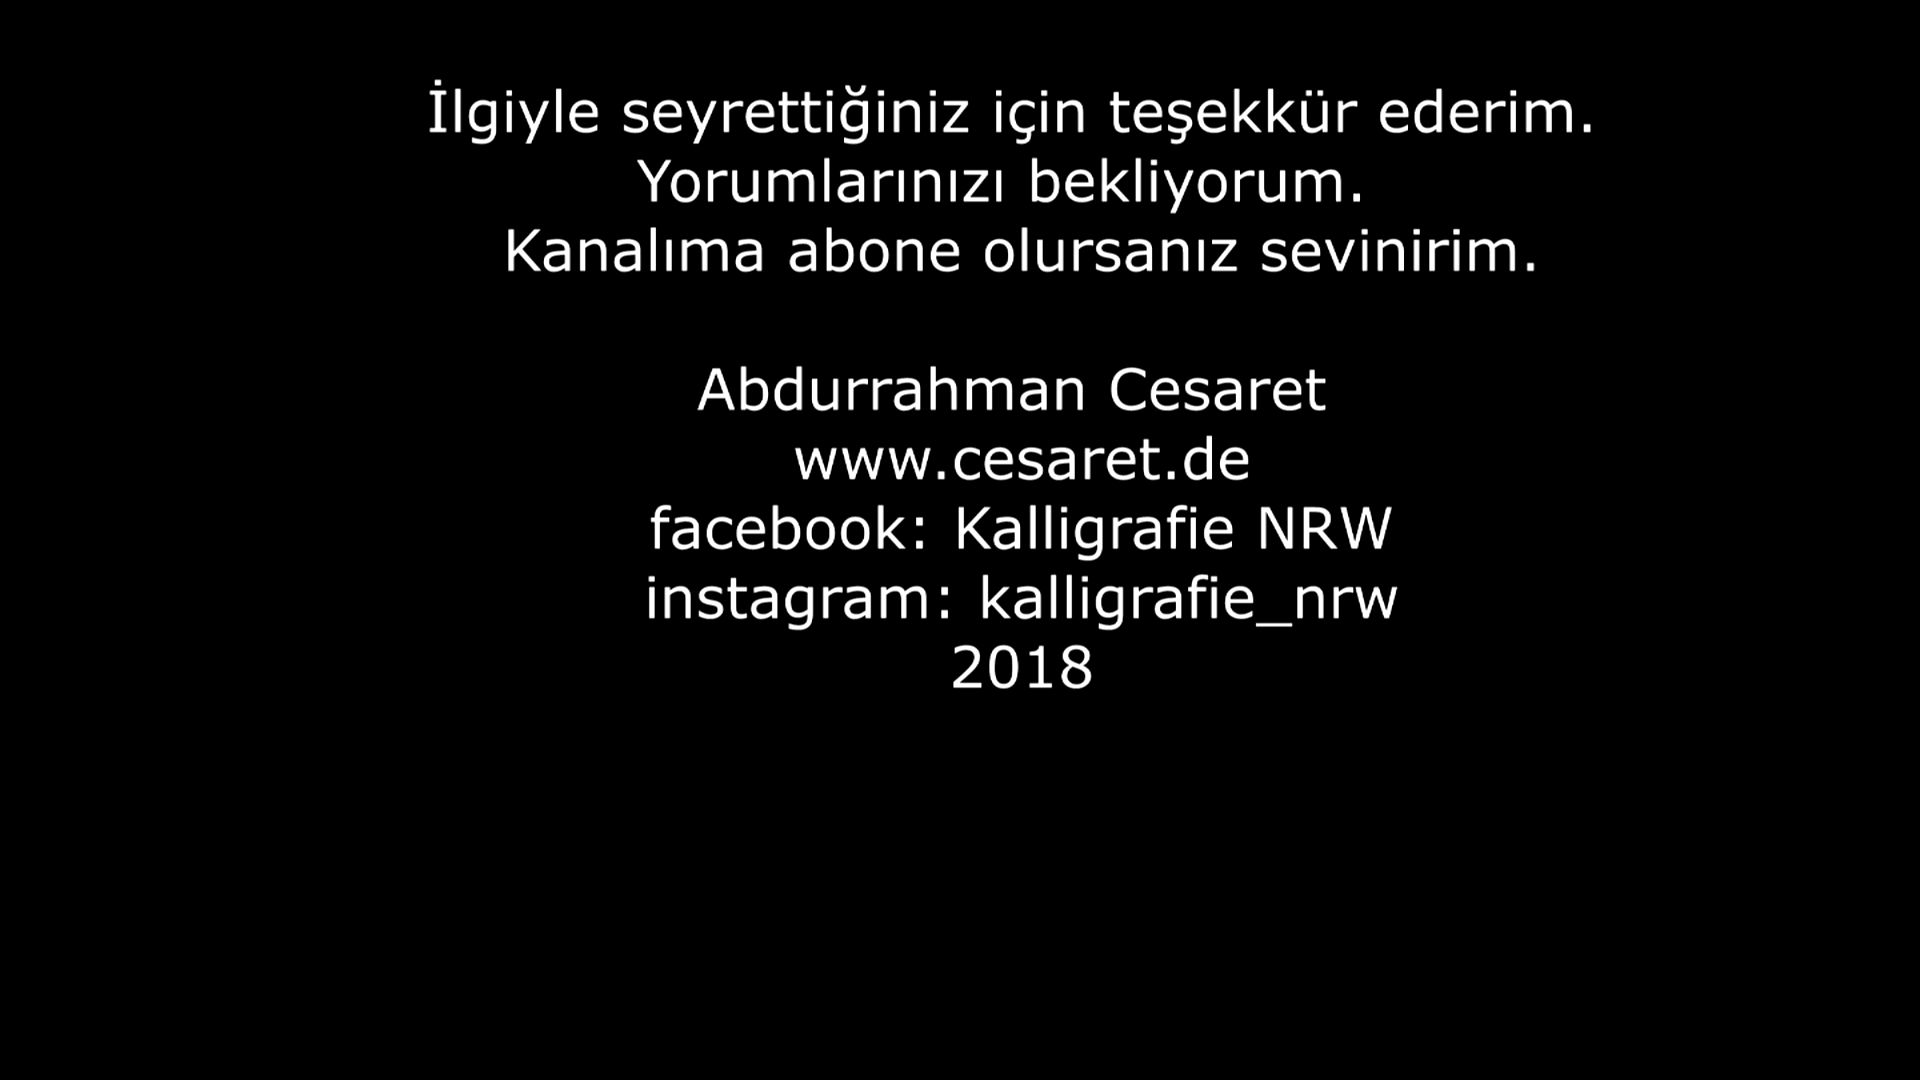 İlgiyle seyrettiğiniz için teşekkür ederim.
Yorumlarınızı bekliyorum.
Kanalıma abone olursanız sevinirim.
Abdurrahman Cesaret
www.cesaret.de
facebook: Kalligrafie NRW
instagram: kalligrafie_nrw
2018